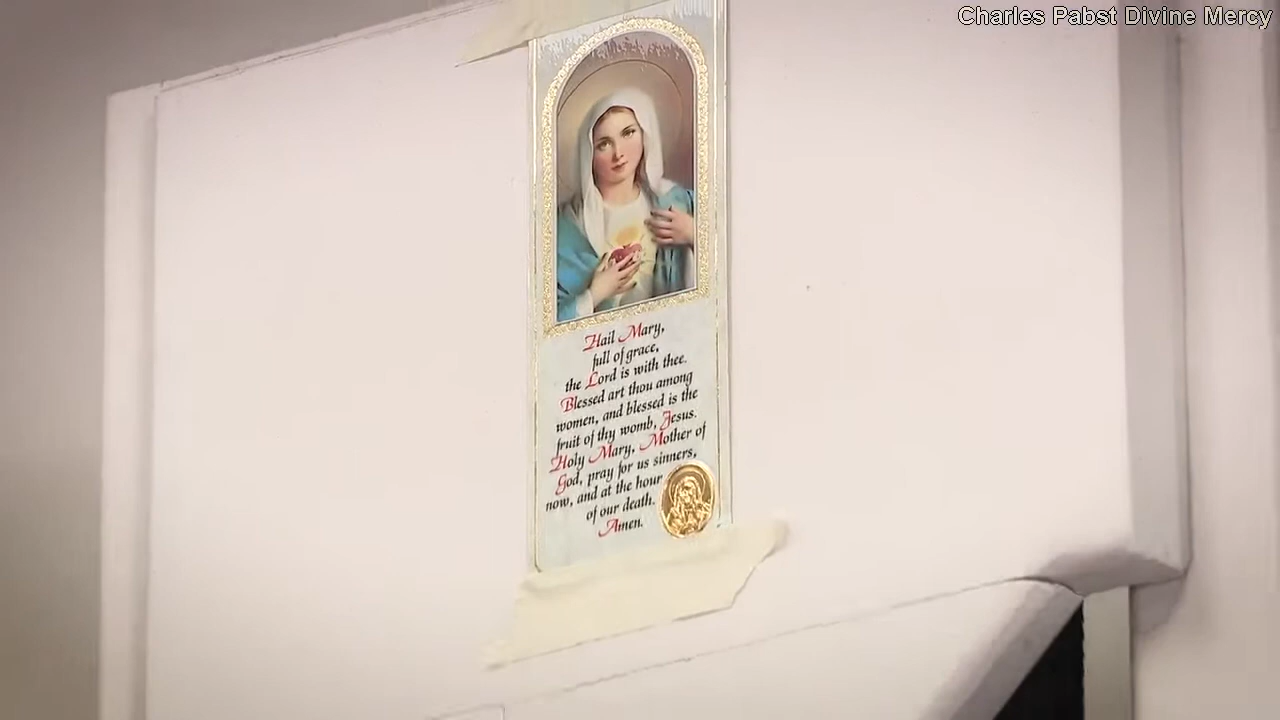 Charles Pabst Divine Mercy
Hail Mary,
full of grace,
the Lord is with thee.
Blessed art thou among
women, and blessed is the
fruit of thy womb, Jesus.
Holy Mary, Mother of
God, pray for us sinners,
now, and at the hour
of our death.
Amen.